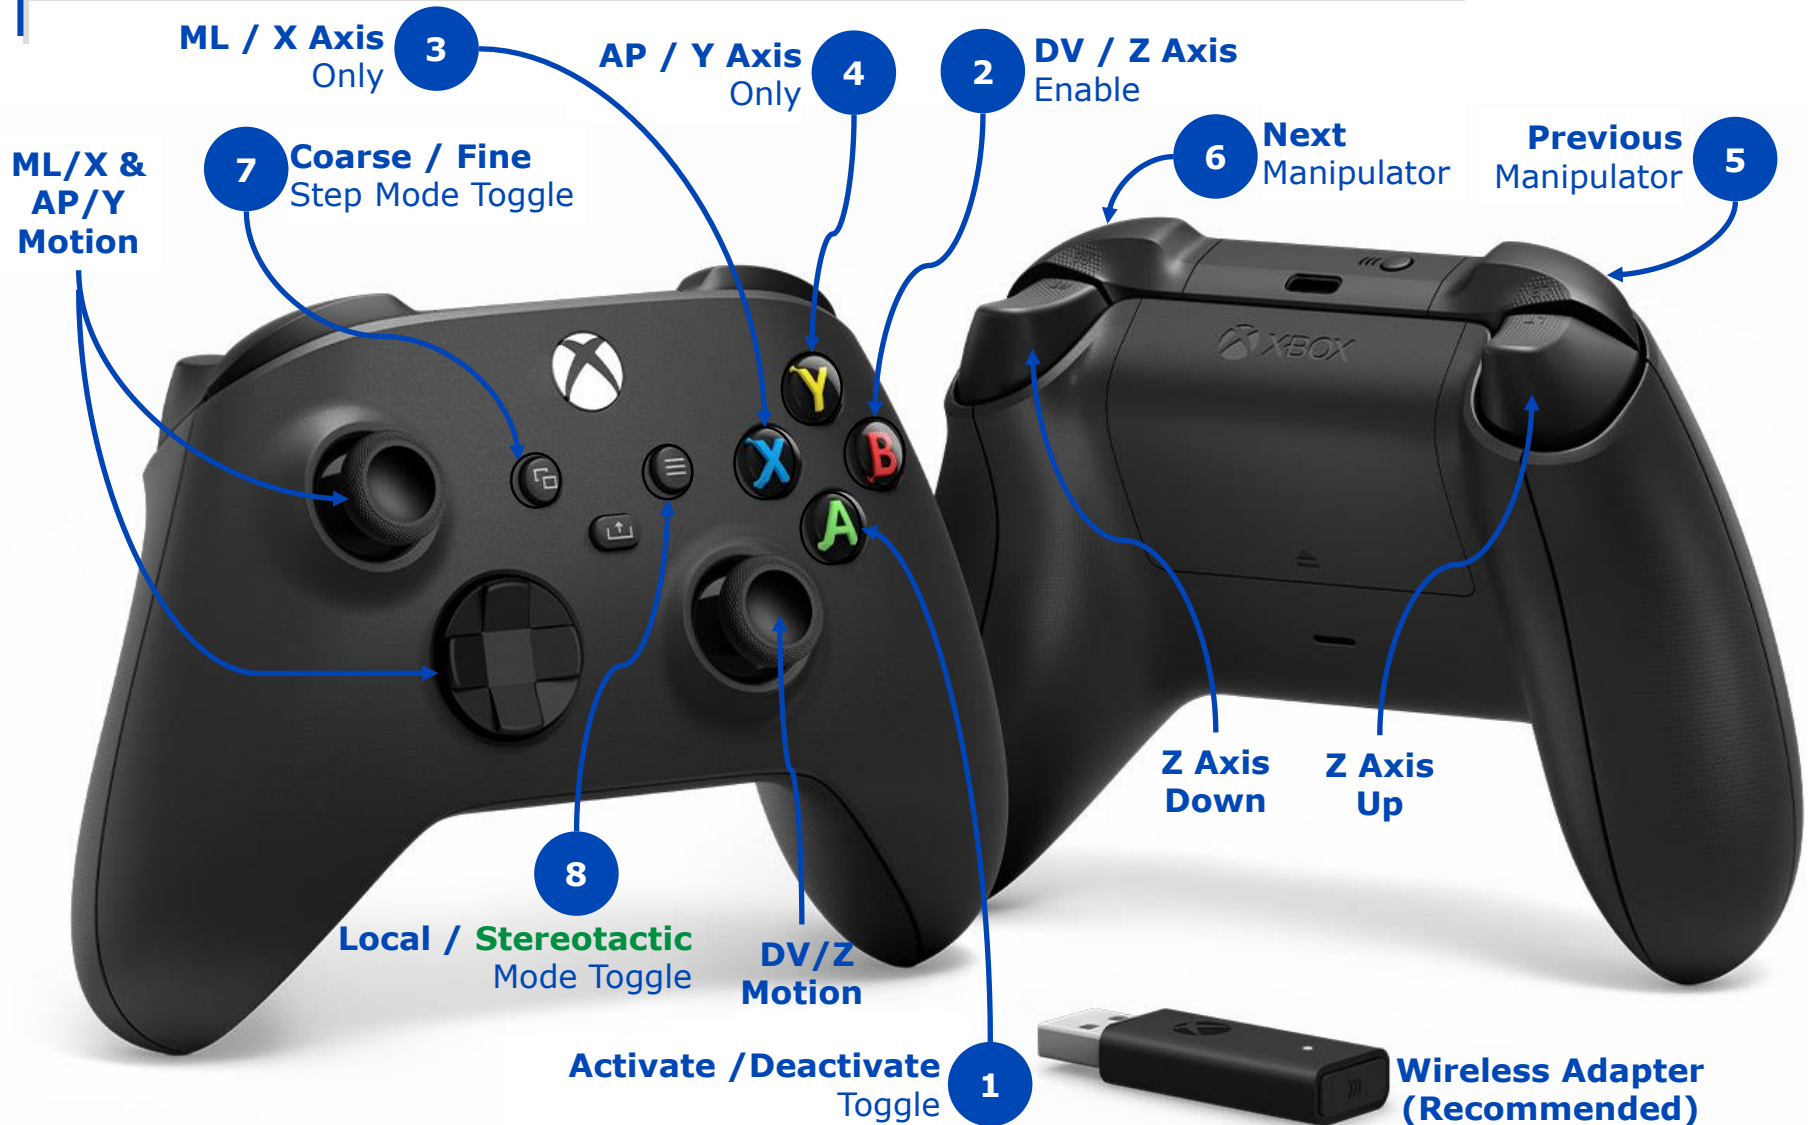 ML / X Axis
Only
3
AP / Y Axis
Only
4
2
DV / Z Axis
Enable
7
Coarse / Fine
Step Mode Toggle
ML/X &
AP/Y
Motion
6
Next
Manipulator
Previous
Manipulator
5
XBOX
Y
X
B
A
Z Axis
Down
Z Axis
Up
8
Local / Stereotactic
Mode Toggle
DV/Z
Motion
Activate /Deactivate
Toggle
1
Wireless Adapter
(Recommended)